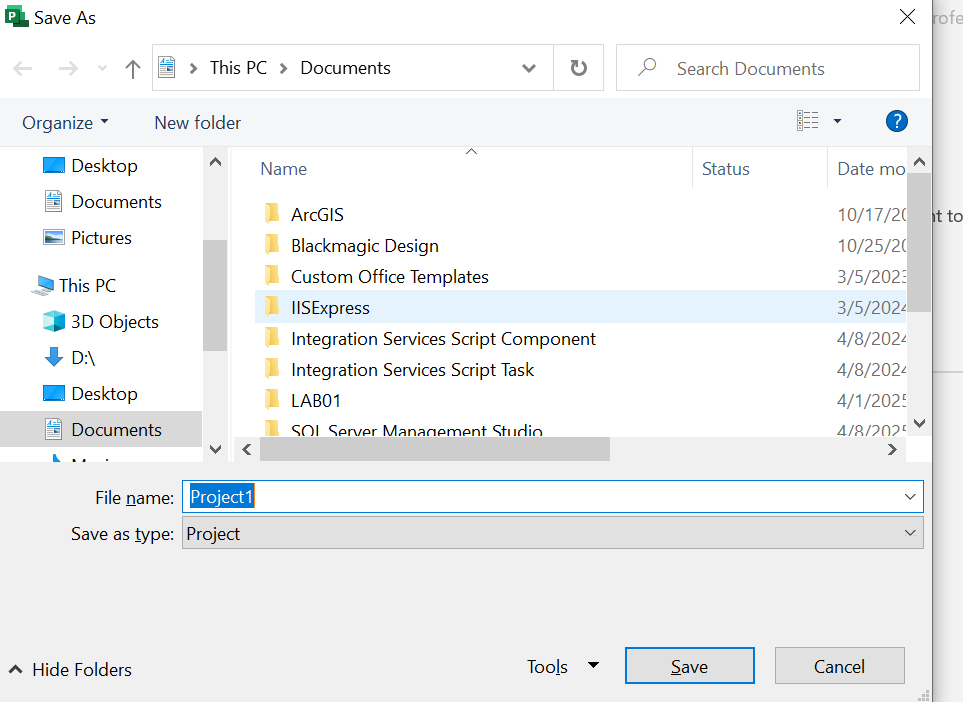 P
Save As
rofe
This PC
Documents
Search Documents
Organize
New folder
?
Desktop
Documents
Pictures
This PC
3D Objects
D:\
Desktop
Documents
Name
Status
Date mo
ArcGIS
10/17/20
nt to
Blackmagic Design
10/25/20
Custom Office Templates
3/5/2023
IISExpress
3/5/2024
Integration Services Script Component
4/8/2024
Integration Services Script Task
4/8/2024
LAB01
4/1/2025
SQL Server Management Studio
4/8/2025
File name:
Project1
Save as type:
Project
Hide Folders
Tools
Save
Cancel